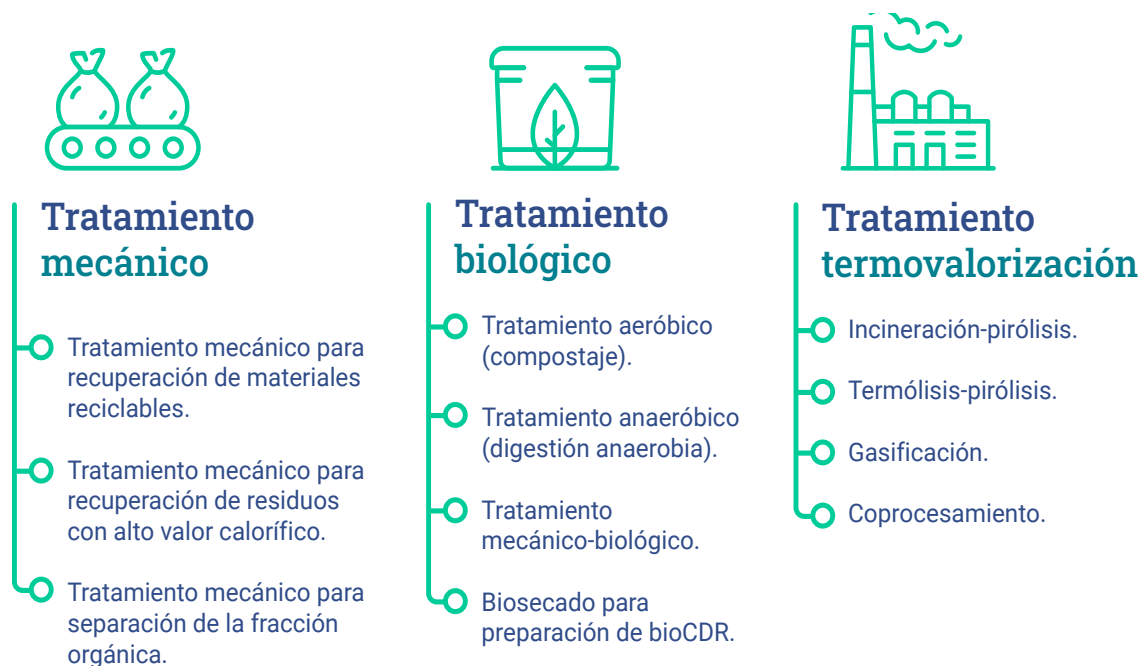 Tratamiento
mecánico
Tratamiento mecánico para
recuperación de materiales
reciclables.
Tratamiento mecánico para
recuperación de residuos
con alto valor calorífico.
Tratamiento mecánico para
separación de la fracción
orgánica.
Tratamiento
biológico
Tratamiento aeróbico
(compostaje).
Tratamiento anaeróbico
(digestión anaerobia).
Tratamiento
mecánico-biológico.
Biosecado para
preparación de bioCDR.
Tratamiento
termovalorización
Incineración-pirólisis.
Termólisis-pirólisis.
Gasificación.
Coprocesamiento.